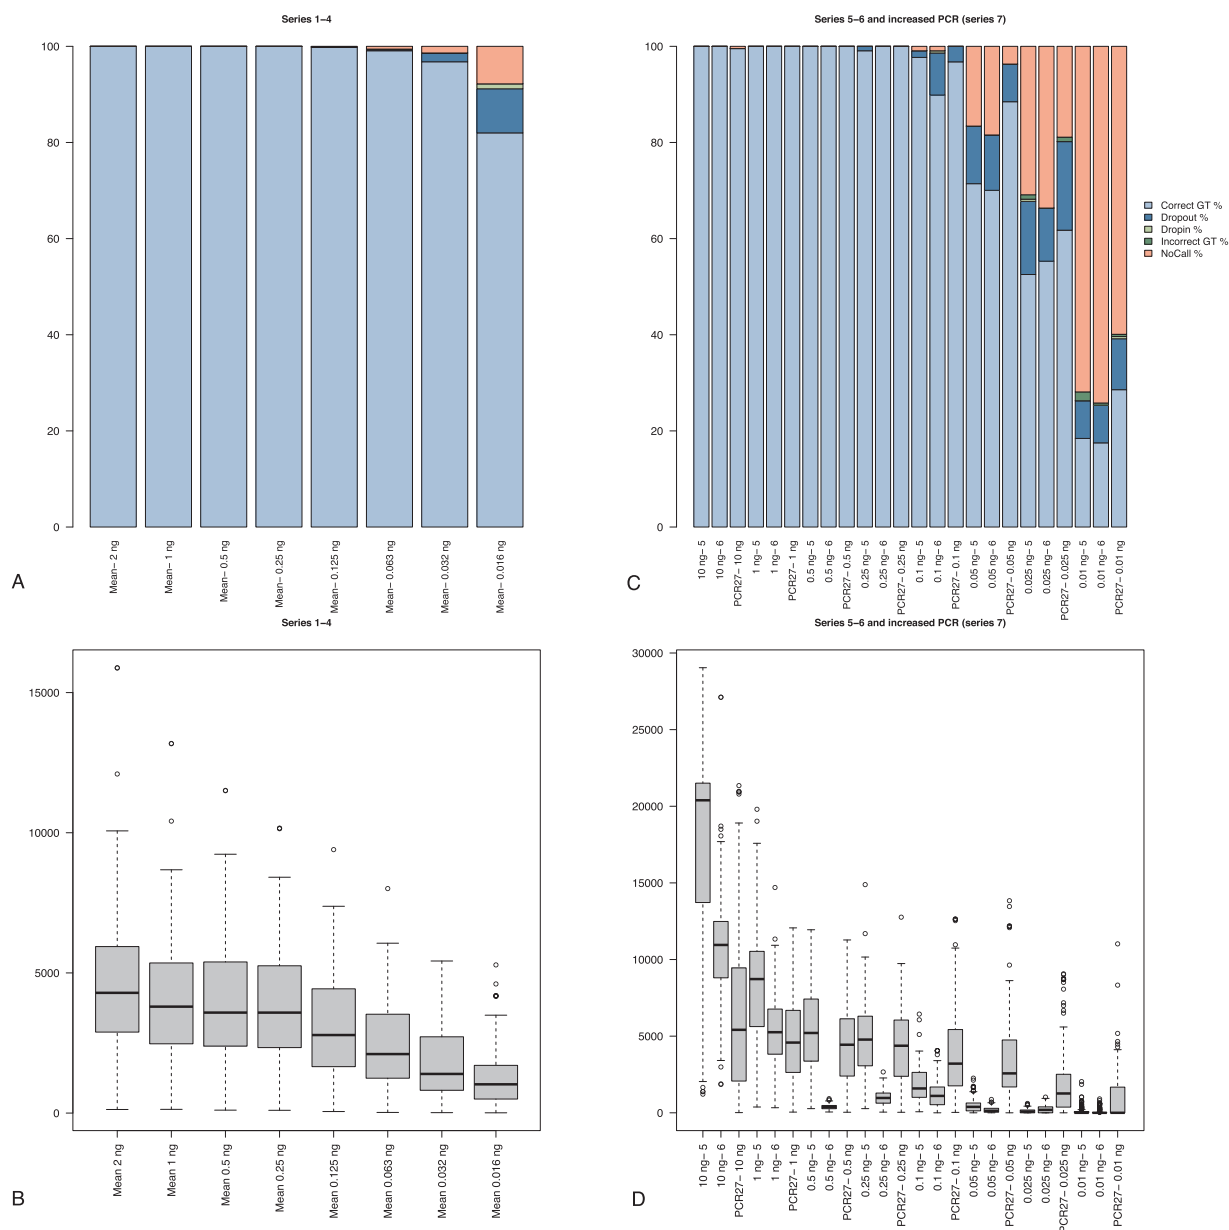 Series 1–4
100
80
60
40
20
0
Mean– 2 ng
Mean– 1 ng
Mean– 0.5 ng
Mean– 0.25 ng
Mean– 0.125 ng
Mean– 0.063 ng
Mean– 0.032 ng
Mean– 0.016 ng
A
Series 5–6 and increased PCR (series 7)
100
80
60
40
20
0
10 ng– 5
10 ng– 6
PCR27– 10 ng
1 ng– 5
1 ng– 6
PCR27– 1 ng
0.5 ng– 5
0.5 ng– 6
PCR27– 0.5 ng
0.25 ng– 5
0.25 ng– 6
PCR27– 0.25 ng
0.1 ng– 5
0.1 ng– 6
PCR27– 0.1 ng
0.05 ng– 5
0.05 ng– 6
PCR27– 0.05 ng
0.025 ng– 5
0.025 ng– 6
PCR27– 0.025 ng
0.01 ng– 5
0.01 ng– 6
PCR27– 0.01 ng
C
Correct GT %
Dropout %
Dropin %
Incorrect GT %
NoCall %
Series 1–4
15000
10000
5000
0
Mean 2 ng
Mean 1 ng
Mean 0.5 ng
Mean 0.25 ng
Mean 0.125 ng
Mean 0.063 ng
Mean 0.032 ng
Mean 0.016 ng
B
Series 5–6 and increased PCR (series 7)
30000
25000
20000
15000
10000
5000
0
10 ng– 5
10 ng– 6
PCR27– 10 ng
1 ng– 5
1 ng– 6
PCR27– 1 ng
0.5 ng– 5
0.5 ng– 6
PCR27– 0.5 ng
0.25 ng– 5
0.25 ng– 6
PCR27– 0.25 ng
0.1 ng– 5
0.1 ng– 6
PCR27– 0.1 ng
0.05 ng– 5
0.05 ng– 6
PCR27– 0.05 ng
0.025 ng– 5
0.025 ng– 6
PCR27– 0.025 ng
0.01 ng– 5
0.01 ng– 6
PCR27– 0.01 ng
D